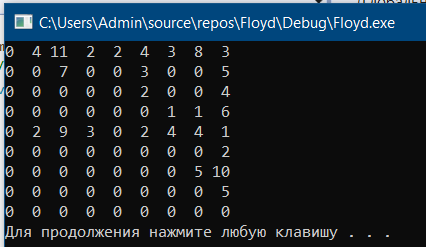 C:\Users\Admin\source\repos\Floyd\Debug\Floyd.exe
0 4 11 2 2 4 3 8 3
0 0 7 0 0 3 0 0 5
0 0 0 0 0 2 0 0 4
0 0 0 0 0 0 1 1 6
0 2 9 3 0 2 4 4 1
0 0 0 0 0 0 0 0 2
0 0 0 0 0 0 0 5 10
0 0 0 0 0 0 0 0 5
0 0 0 0 0 0 0 0 0
Для продолжения нажмите любую клавишу . . .